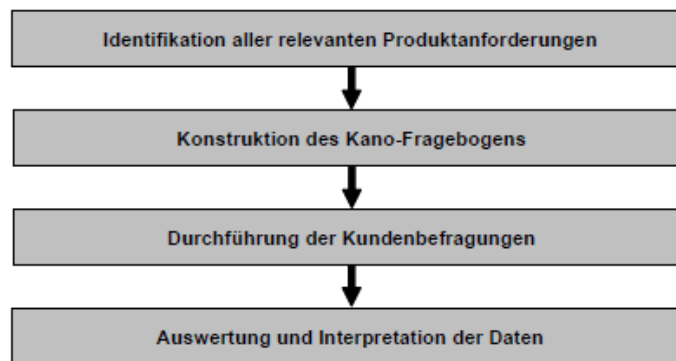 Identifikation aller relevanten Produktanforderungen
Konstruktion des Kano-Fragebogens
Durchführung der Kundenbefragungen
Auswertung und Interpretation der Daten